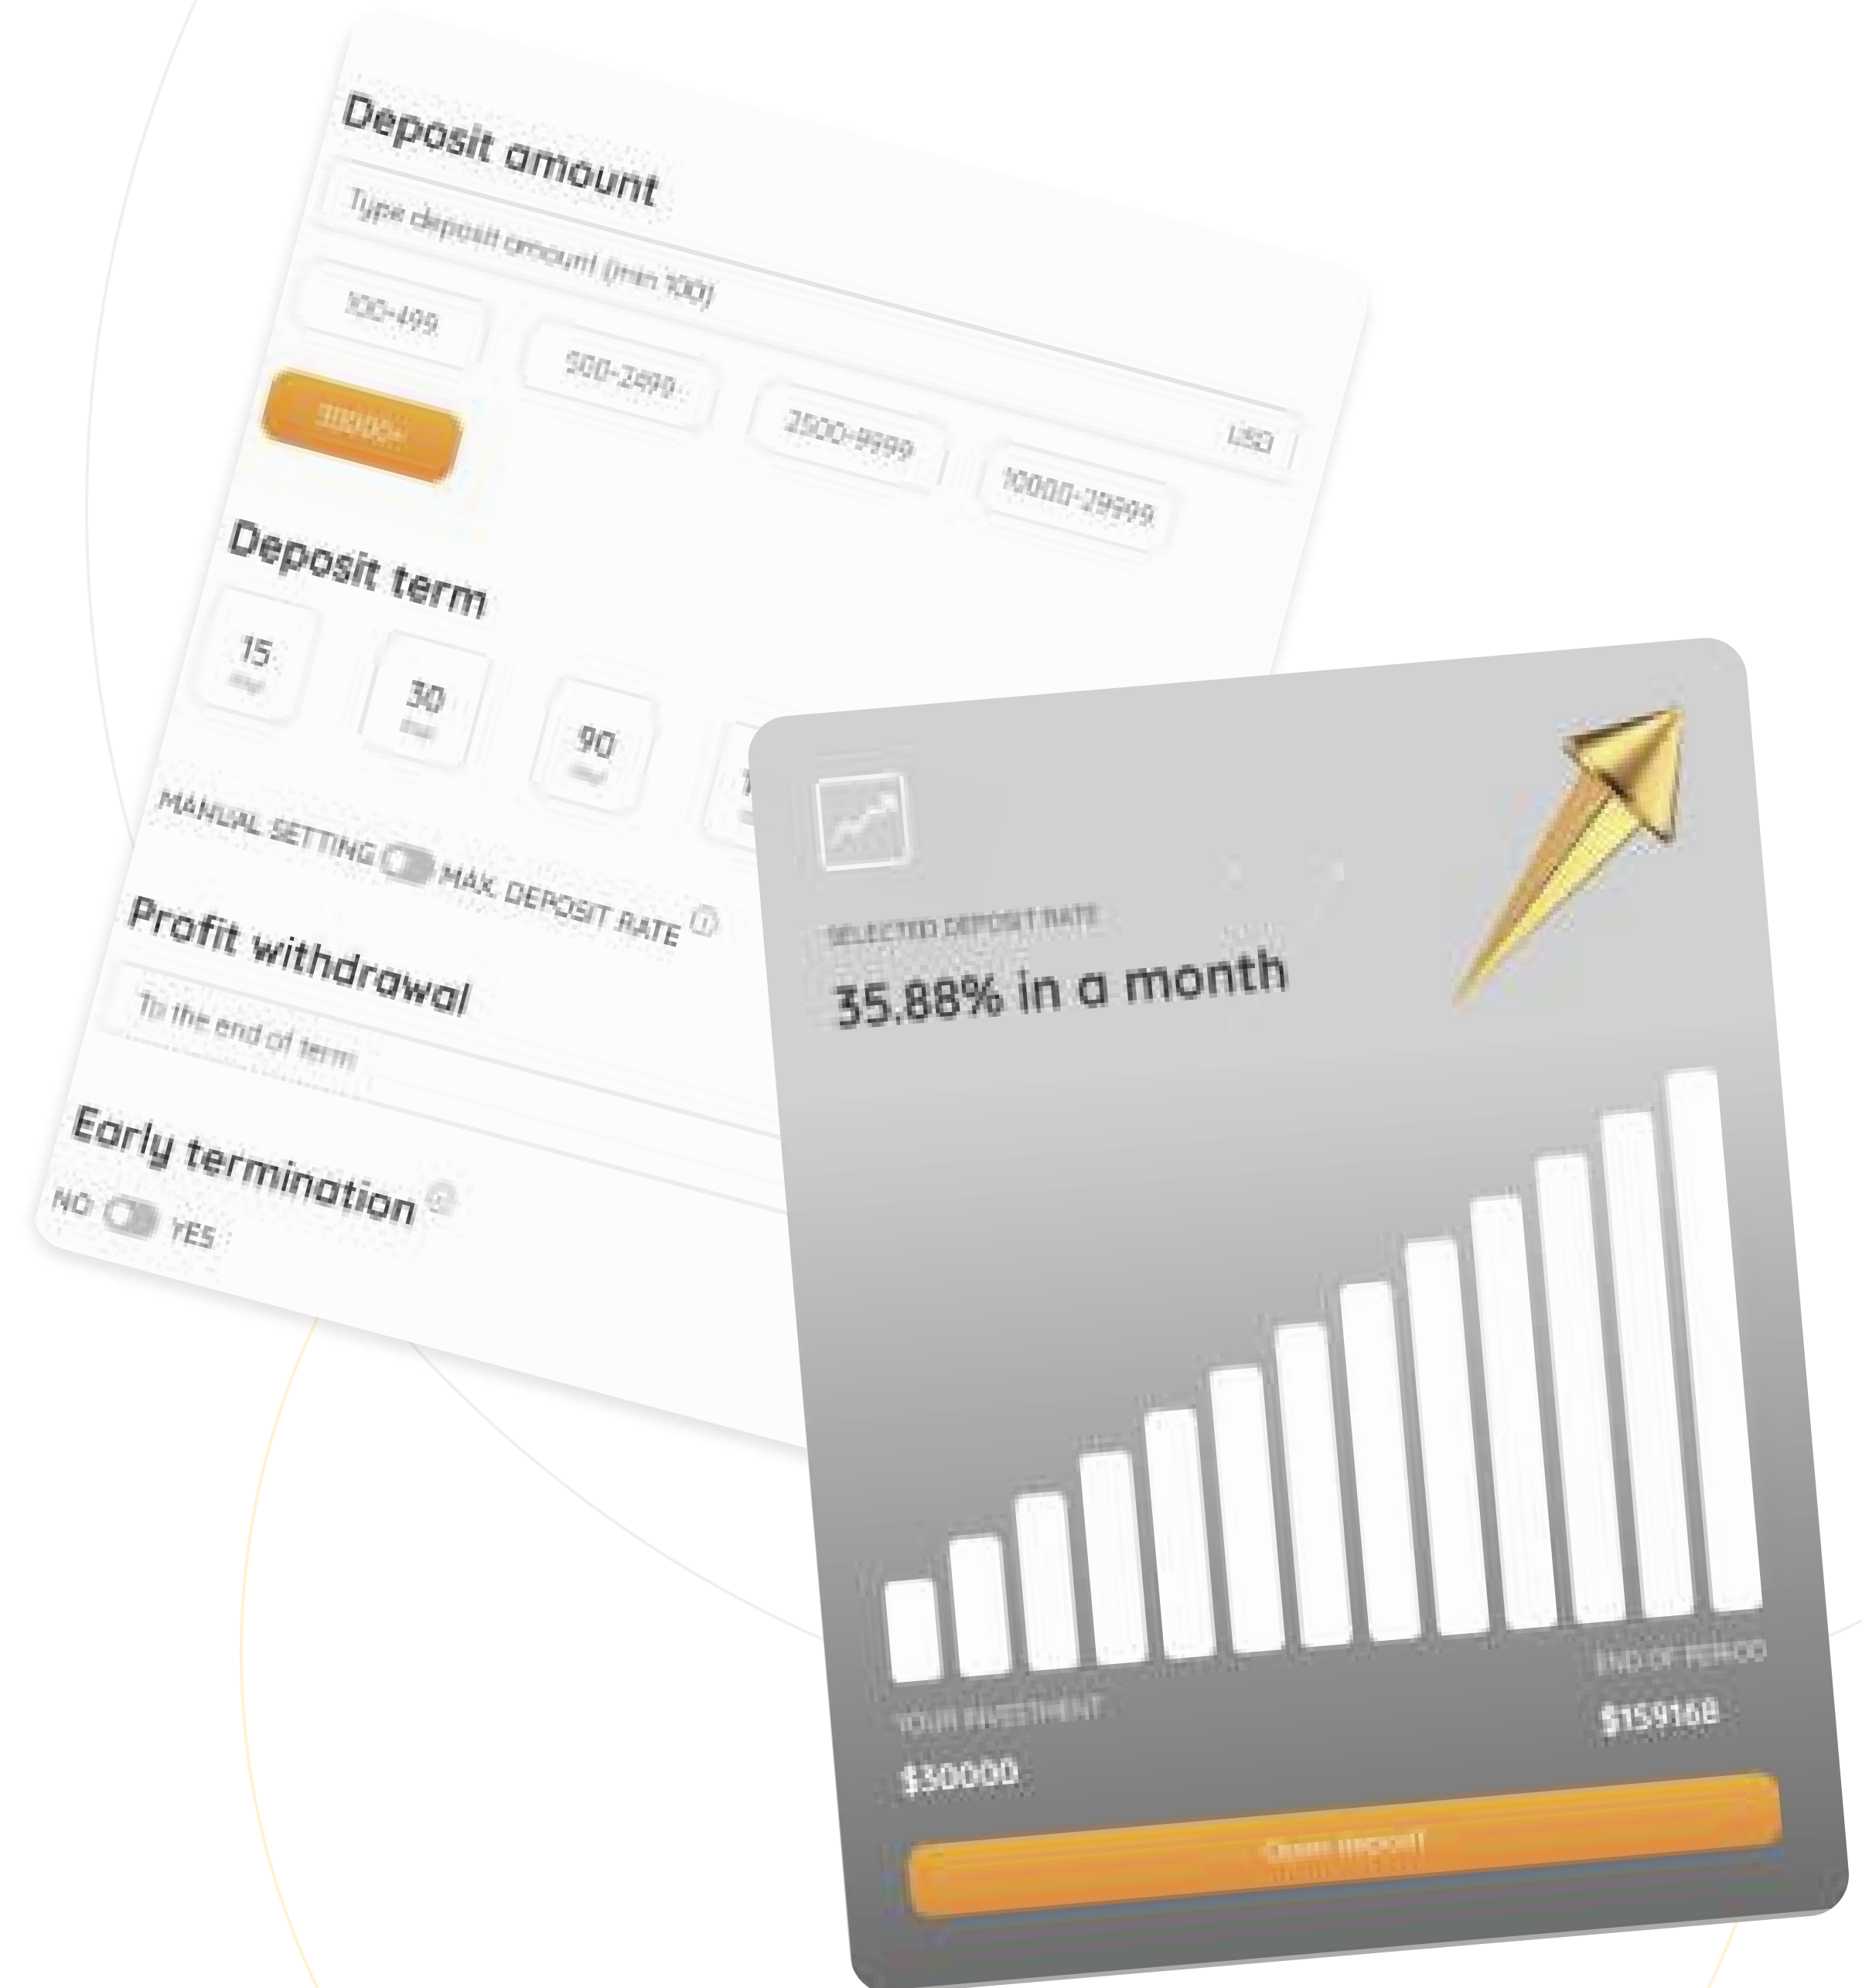 Deposit amount
Type deposit amount (min 100)
USD
100-499
500-2499
2500-9999
10000-29999
30000+
Deposit term
15
30
90
MANUAL SETTING
MAX. DEPOSIT RATE
Profit withdrawal
To the end of term
Early termination
NO
YES
SELECTED DEPOSIT RATE
35.88% in a month
YOUR INVESTMENT
$30000
END OF PERIOD
$159168